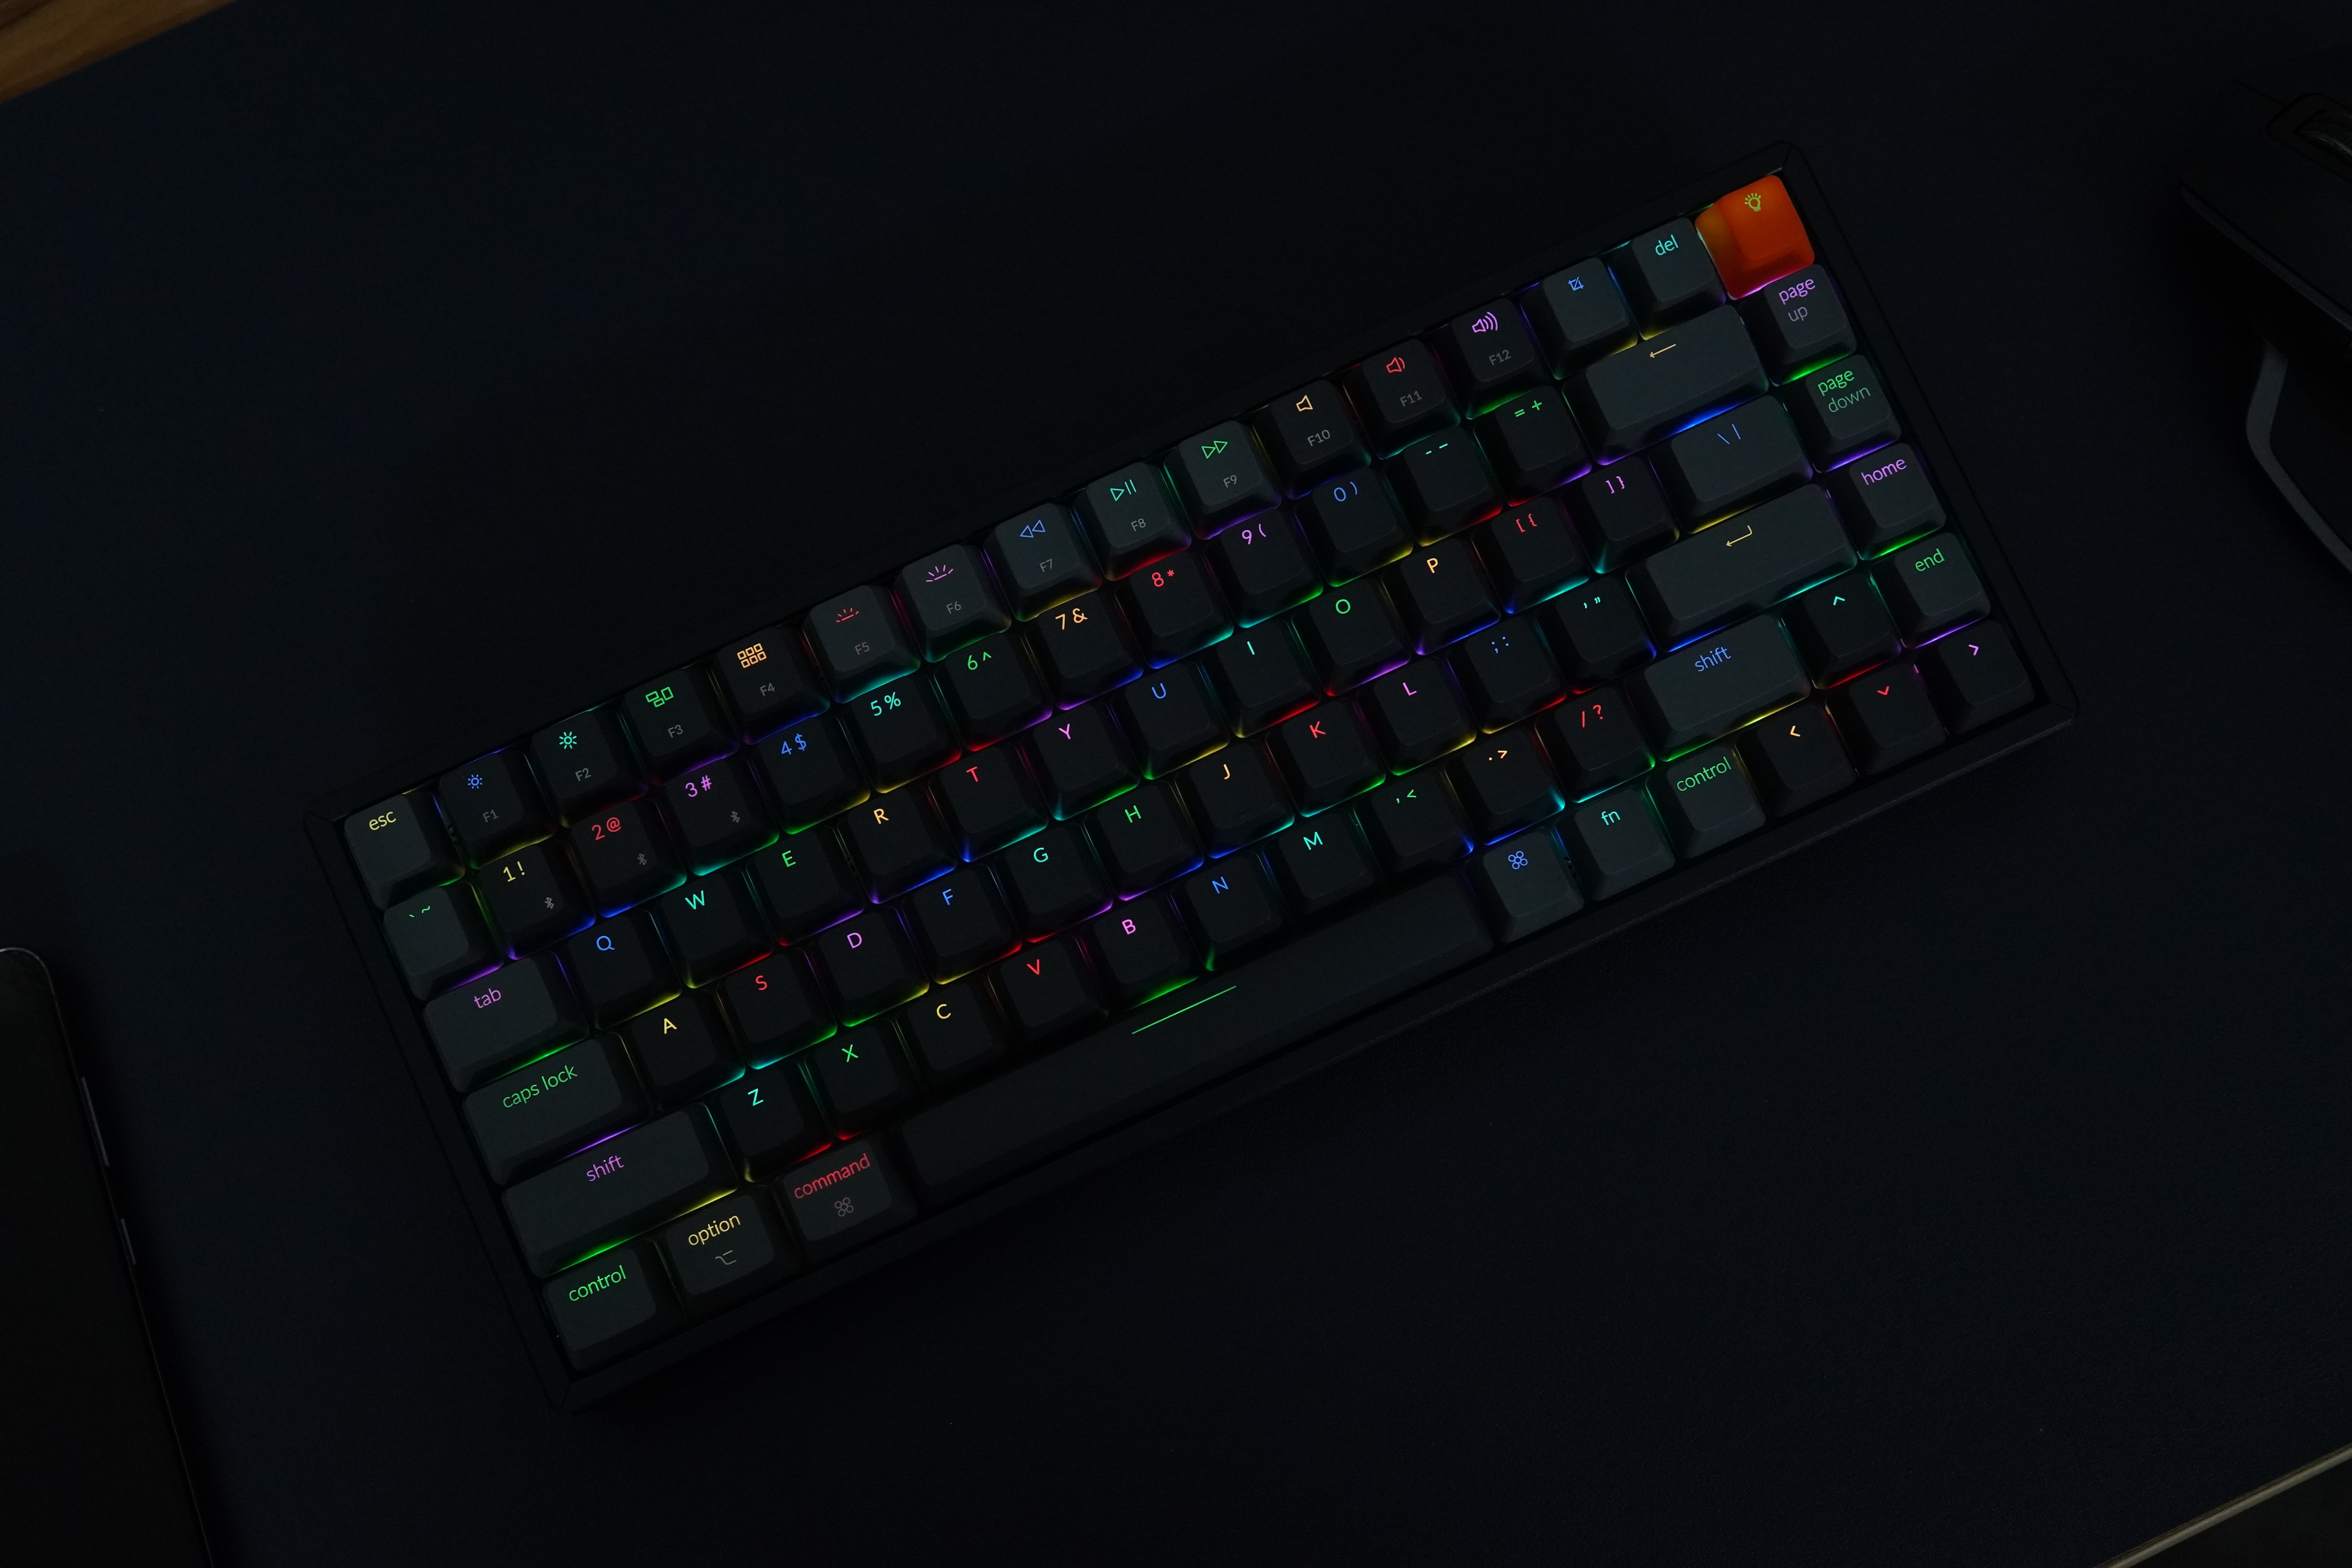 esc F1 F2 F3 F4 F5 F6 F7 F8 F9 F10 F11 F12 del
` ~ 1 ! 2 @ 3 # 4 $ 5 % 6 ^ 7 & 8 * 9 ( 0 ) - - = + ← page up
tab Q W E R T Y U I O P [ { ] } \ | page down
caps lock A S D F G H J K L ; : ' " home
shift Z X C V B N M , < . > / ? shift ^ end
control option ⌥ command ⌘ ⌘ fn control < ⌄ >